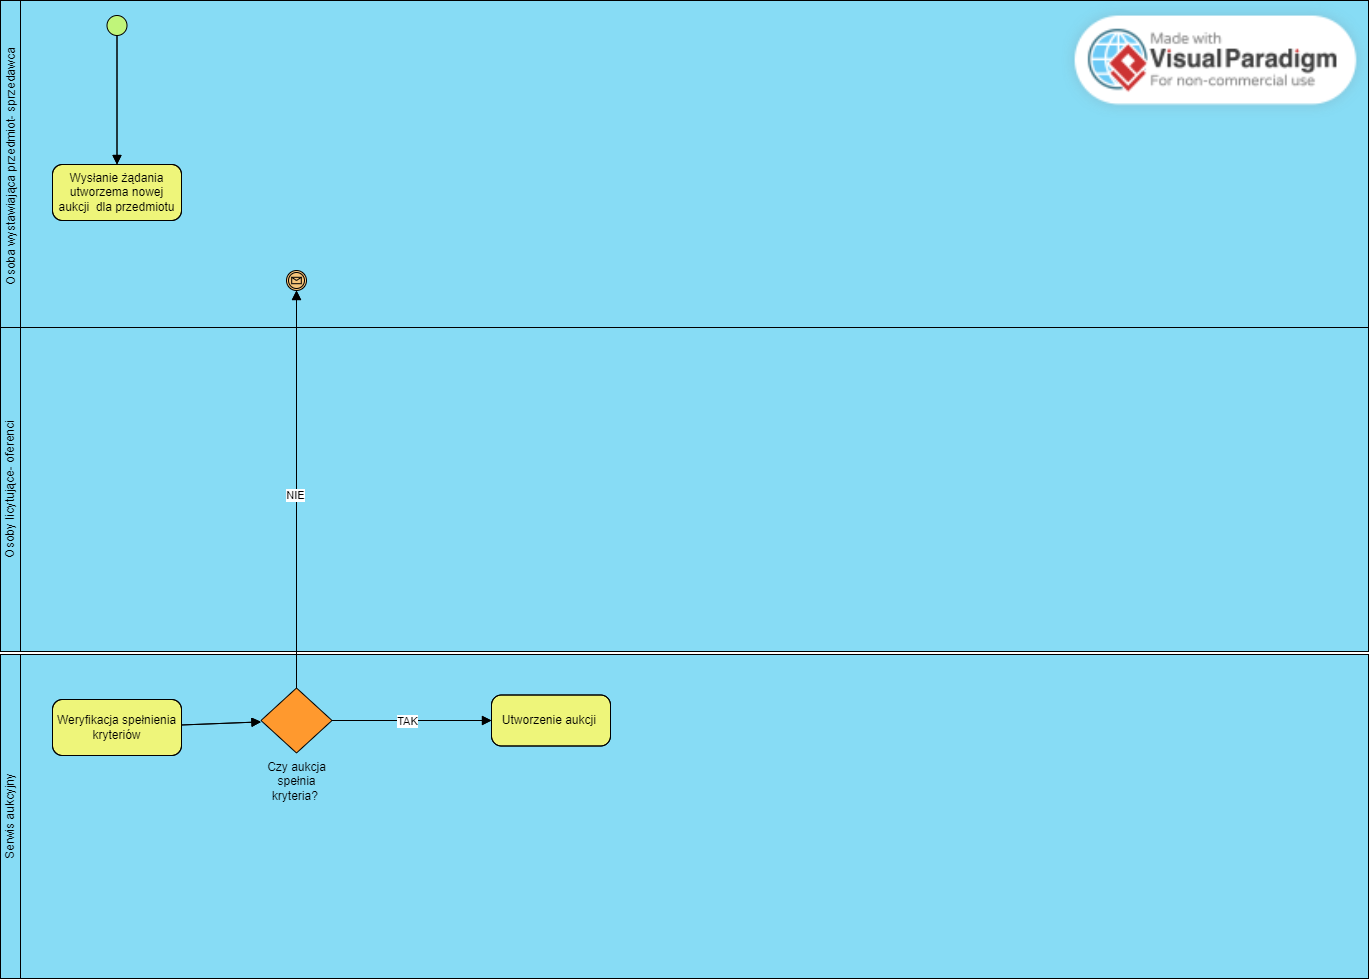 Made with
Visual Paradigm
For non-commercial use
Osoba wystawiająca przedmiot- sprzedawca
Wysłanie żądania
utworzema nowej
aukcji dla przedmiotu
Osoby licytujące- oferenci
NIE
Serwis aukcyjny
Weryfikacja spełnienia
kryteriów
TAK
Utworzenie aukcji
Czy aukcja
spełnia
kryteria?